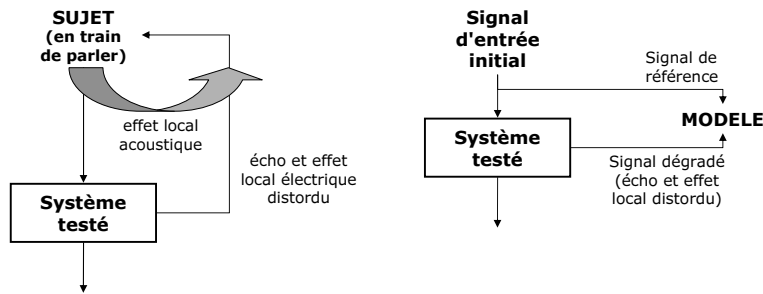 SUJET
(en train
de parler)
effet local
acoustique
écho et effet
local électrique
distordu
Système
testé
Signal
d'entrée
initial
Signal de
référence
MODELE
Système
testé
Signal dégradé
(écho et effet
local distordu)